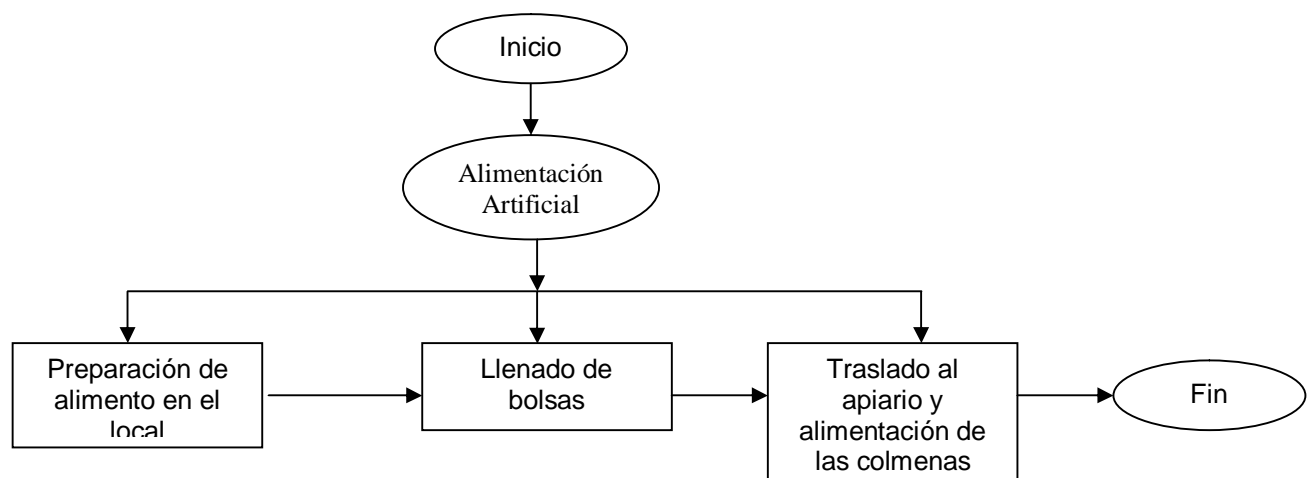 Inicio
Alimentación
Artificial
Preparación de
alimento en el
local
Llenado de
bolsas
Traslado al
apiario y
alimentación de
las colmenas
Fin